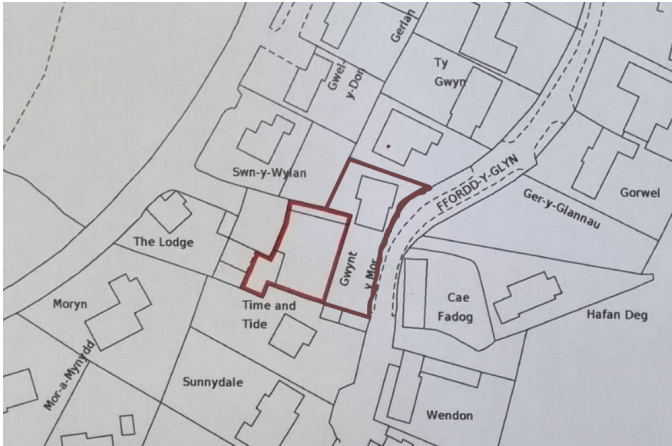 Gerlan
Gwel-
y-Don
Ty
Gwyn
Swn-y-Wylan
FFORDD-Y-GLYN
Gorwel
Ger-y-Glannau
The Lodge
Gwynt
y Mor
Moryn
Time and
Tide
Cae
Fadog
Hafan Deg
Mor-a-Mynydd
Sunnydale
Wendon